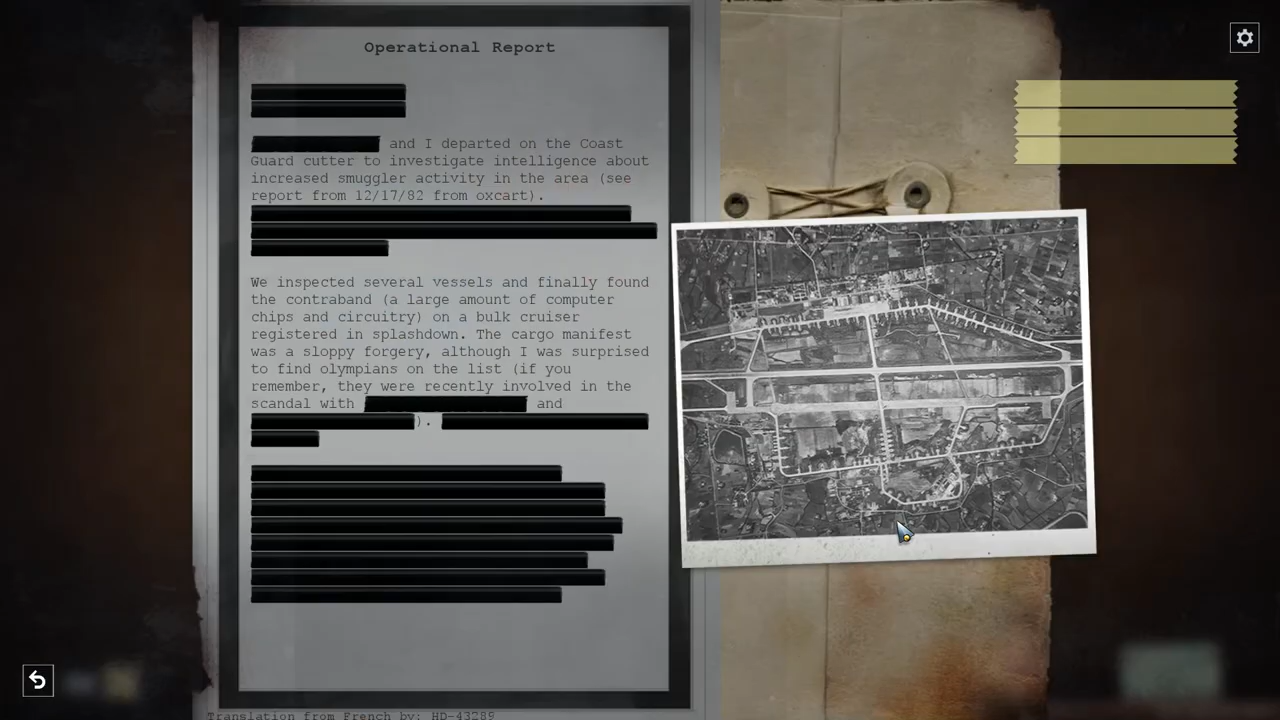 Operational Report
and I departed on the Coast
Guard cutter to investigate intelligence about
increased smuggler activity in the area (see
report from 12/17/82 from oxcart).
We inspected several vessels and finally found
the contraband (a large amount of computer
chips and circuitry) on a bulk cruiser
registered in splashdown. The cargo manifest
was a sloppy forgery, although I was surprised
to find olympians on the list (if you
remember, they were recently involved in the
scandal with and
).
Translation from French by: HD-43289